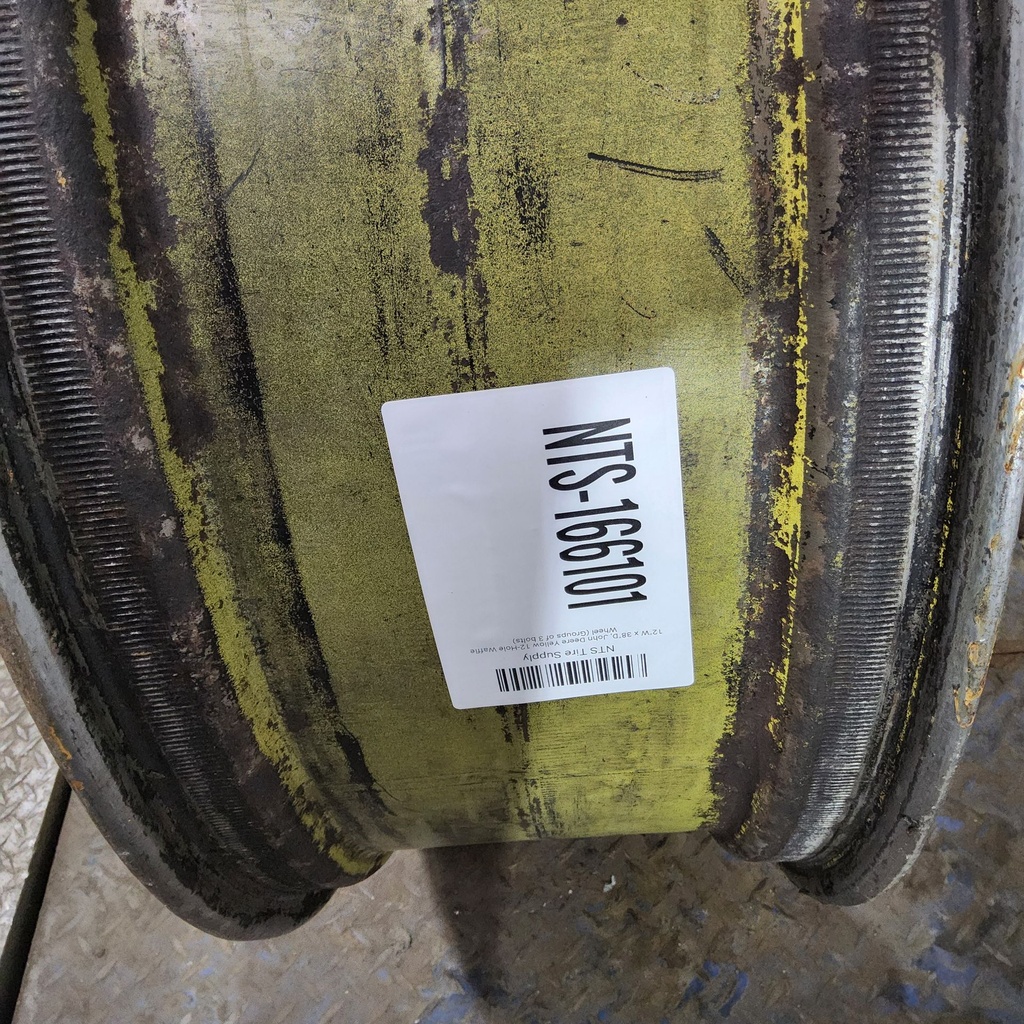 NTS-166101
12"W x 38"D, John Deere Yellow 12-Hole Waffle
Wheel (Groups of 3 bolts)
NTS Tire Supply